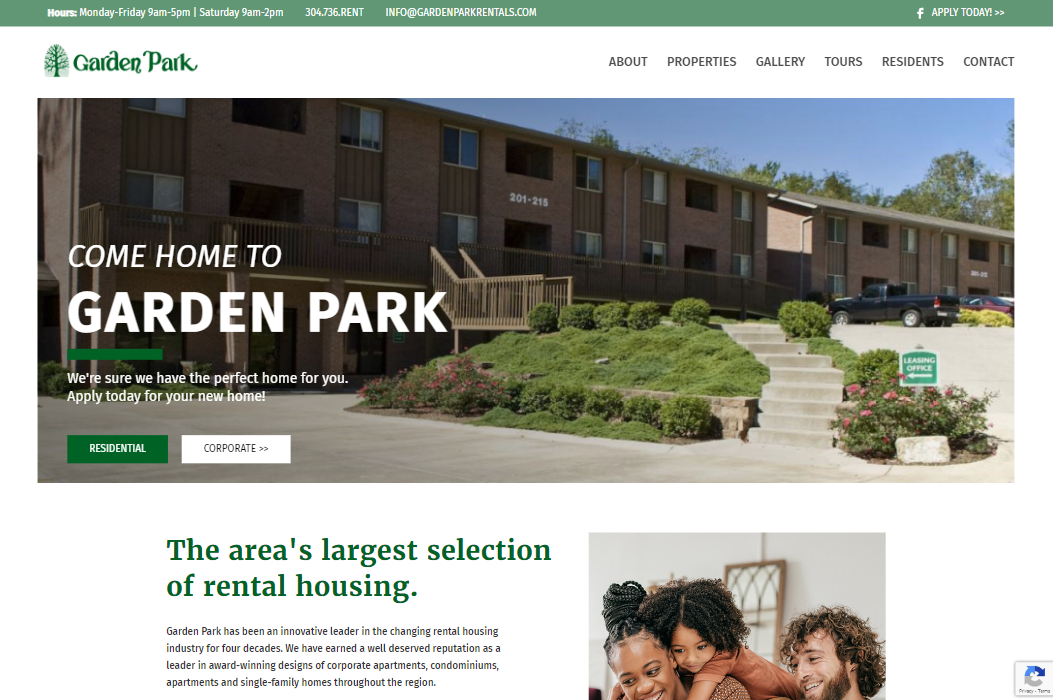 Hours: Monday-Friday 9am-5pm | Saturday 9am-2pm 304.736.RENT INFO@GARDENPARKRENTALS.COM APPLY TODAY! >>
Garden Park
ABOUT PROPERTIES GALLERY TOURS RESIDENTS CONTACT
201-215
301-312
COME HOME TO
GARDEN PARK
LEASING
OFFICE
We're sure we have the perfect home for you.
Apply today for your new home!
RESIDENTIAL CORPORATE >>
The area's largest selection
of rental housing.
Garden Park has been an innovative leader in the changing rental housing
industry for four decades. We have earned a well deserved reputation as a
leader in award-winning designs of corporate apartments, condominiums,
apartments and single-family homes throughout the region.
Privacy - Terms